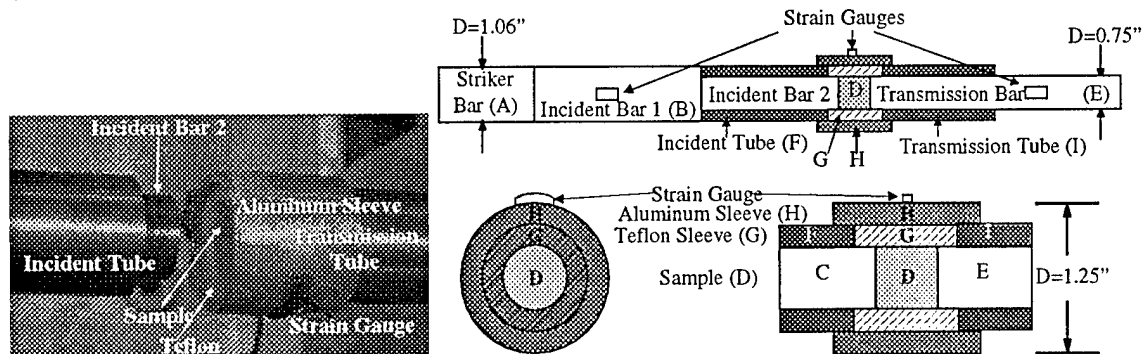 Incident Bar 2
Aluminum Sleeve
Transmission
Tube
Incident Tube
Sample
Teflon
Strain Gauge
Strain Gauges
D=1.06"
D=0.75"
Striker
Bar (A)
Incident Bar 1 (B)
Incident Bar 2
D
Transmission Bar
(E)
Incident Tube (F)
G
H
Transmission Tube (I)
Strain Gauge
Aluminum Sleeve (H)
Teflon Sleeve (G)
Sample (D)
H
G
D
H
F
G
I
C
D
E
D=1.25"